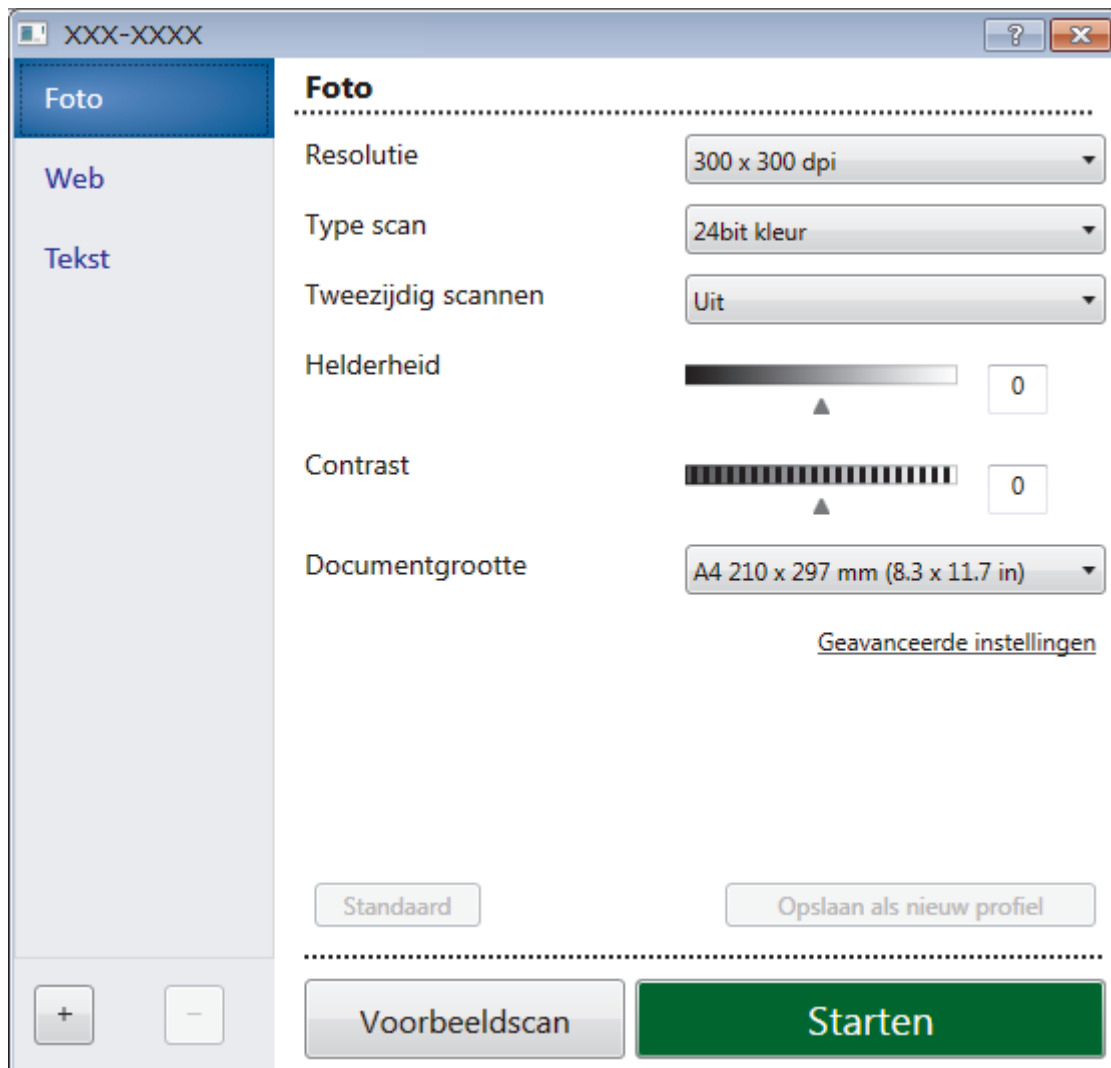 XXX-XXXX
?
Foto
Web
Tekst
+
−
Foto
Resolutie 300 x 300 dpi
Type scan 24bit kleur
Tweezijdig scannen Uit
Helderheid 0
Contrast 0
Documentgrootte A4 210 x 297 mm (8.3 x 11.7 in)
Geavanceerde instellingen
Standaard Opslaan als nieuw profiel
Voorbeeldscan Starten